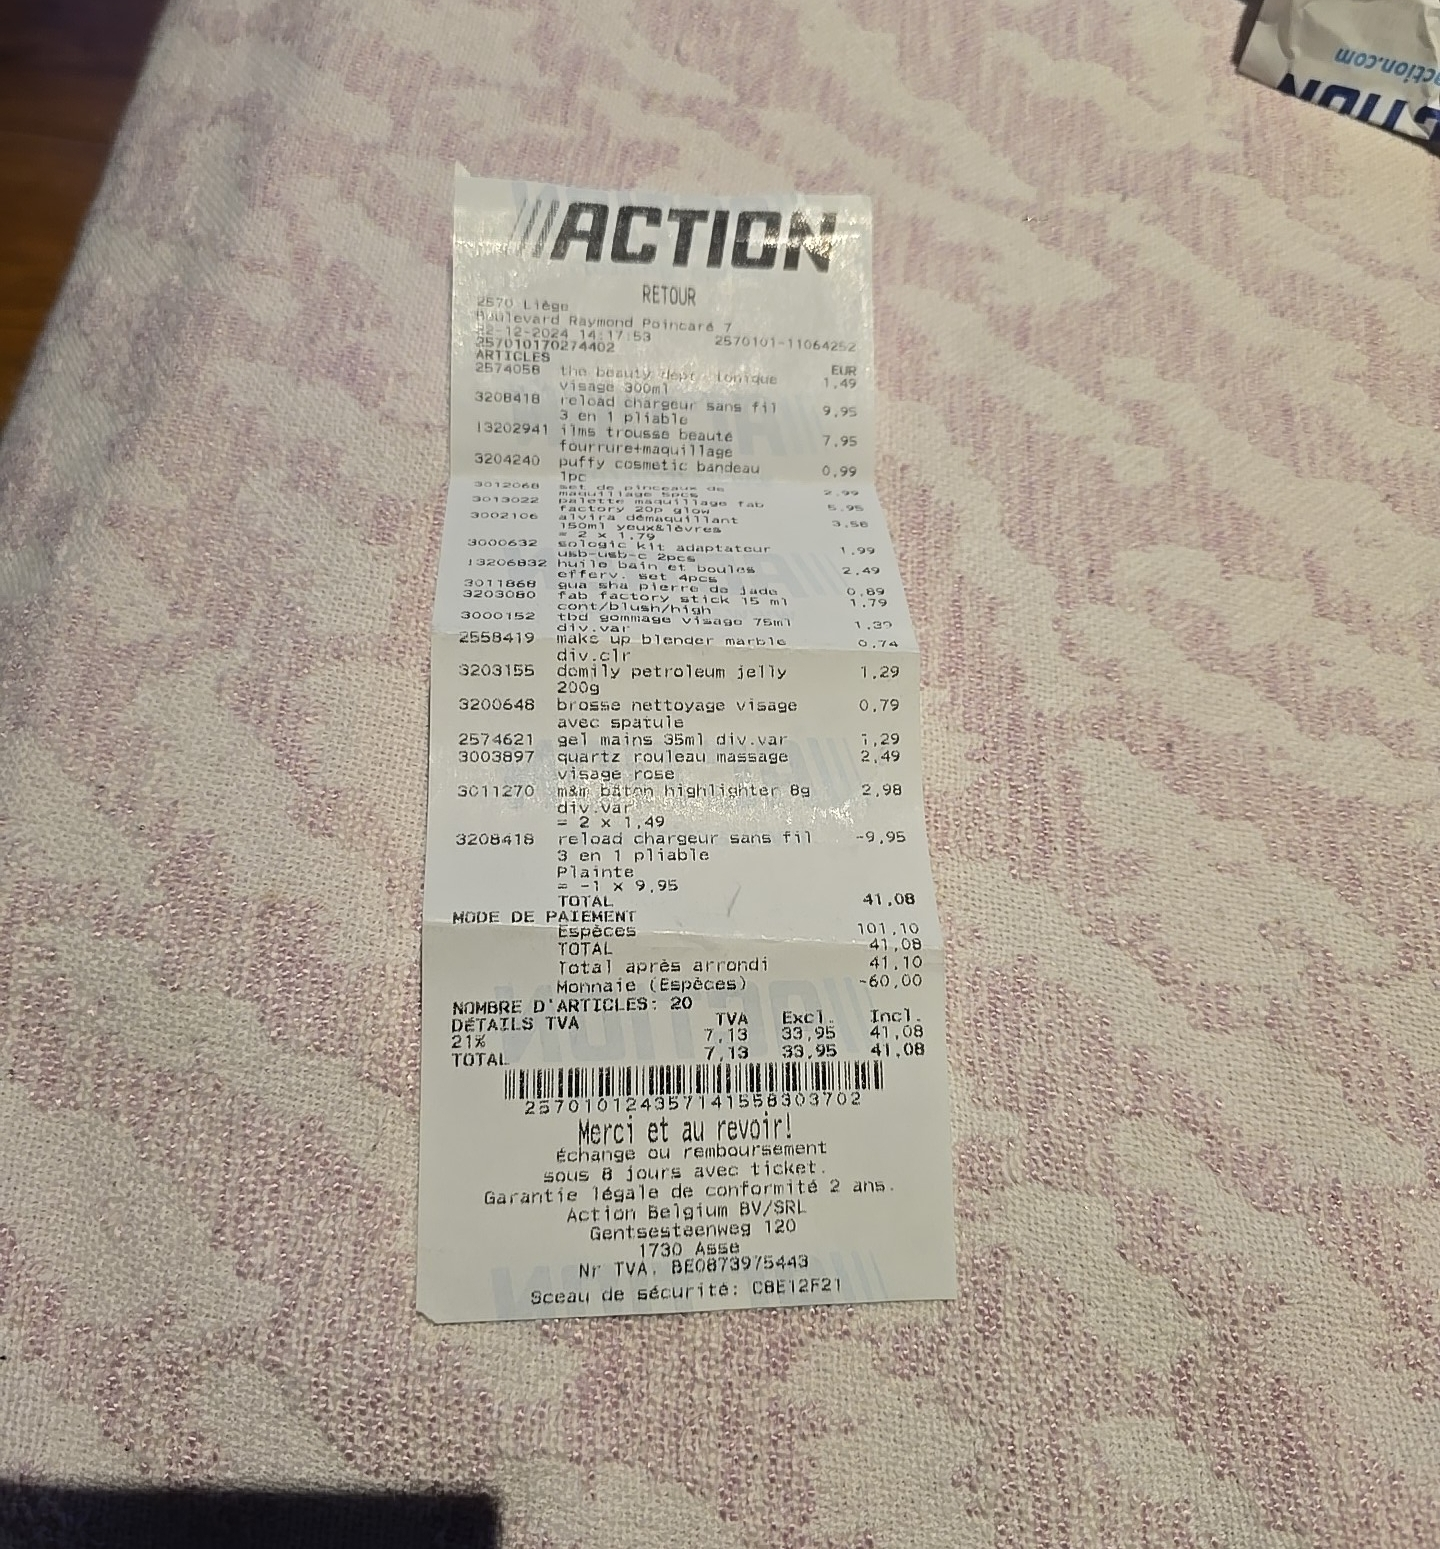 action.com
ACTION
ACTION
RETOUR
2570 Liège
Boulevard Raymond Poincaré 7
22-12-2024 14:17:53 2570101-11064252
257010170274402
ARTICLES EUR
2574058 the beauty dept. tonique 1,49
visage 300ml
3208418 reload chargeur sans fil 9,95
3 en 1 pliable
13202941 ilms trousse beauté 7,95
fourrure+maquillage
3204240 puffy cosmetic bandeau 0,99
1pc
3012068 set de pinceaux de 2,99
maquillage 5pcs
3013022 palette maquillage fab 5,95
factory 20p glow
3002106 alvira démaquillant 3,58
150ml yeux&lèvres
= 2 x 1,79
3000632 sologic kit adaptateur 1,99
usb-usb-c 2pcs
13206832 huile bain et boules 2,49
efferv. set 4pcs
3011868 gua sha pierre de jade 0,89
3203080 fab factory stick 15 ml 1,79
cont/blush/high
3000152 tbd gommage visage 75ml 1,39
div.var
2558419 make up blender marble 0,74
div.clr
3203155 domily petroleum jelly 1,29
200g
3200648 brosse nettoyage visage 0,79
avec spatule
2574621 gel mains 35ml div.var 1,29
3003897 quartz rouleau massage 2,49
visage rose
3011270 m&m bâton highlighter 8g 2,98
div.var
= 2 x 1,49
3208418 reload chargeur sans fil -9,95
3 en 1 pliable
Plainte
= -1 x 9,95
TOTAL 41,08
MODE DE PAIEMENT
Espèces 101,10
TOTAL 41,08
Total après arrondi 41,10
Monnaie (Espèces) -60,00
NOMBRE D'ARTICLES: 20
DÉTAILS TVA TVA Excl. Incl.
21% 7,13 33,95 41,08
TOTAL 7,13 33,95 41,08
257010124357141558303702
Merci et au revoir!
Échange ou remboursement
sous 8 jours avec ticket.
Garantie légale de conformité 2 ans.
Action Belgium BV/SRL
Gentsesteenweg 120
1730 Asse
Nr TVA. BE0873975443
Sceau de sécurité: C8E12F21